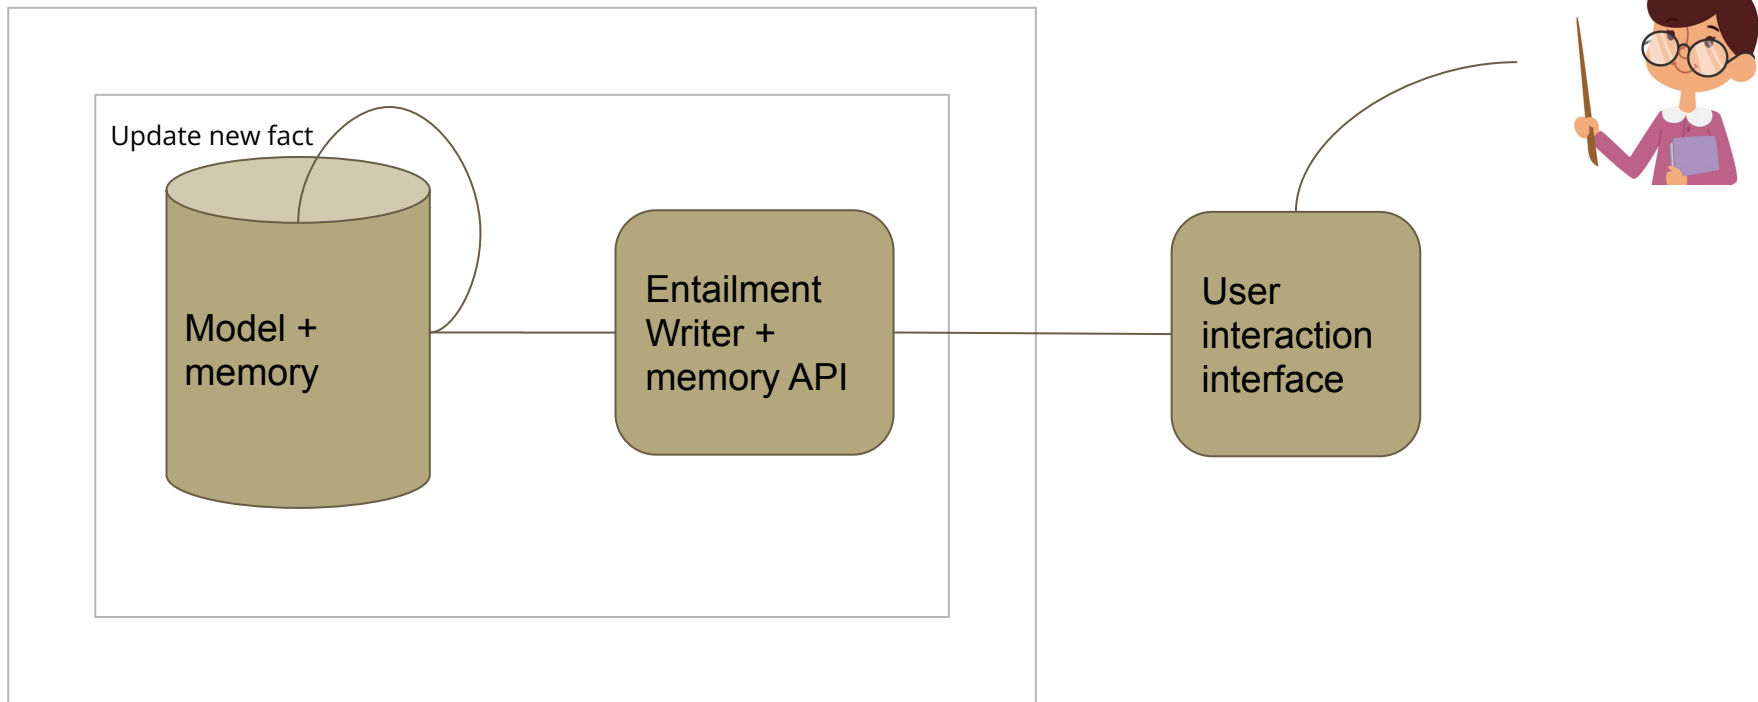 Update new fact
Model +
memory
Entailment
Writer +
memory API
User
interaction
interface